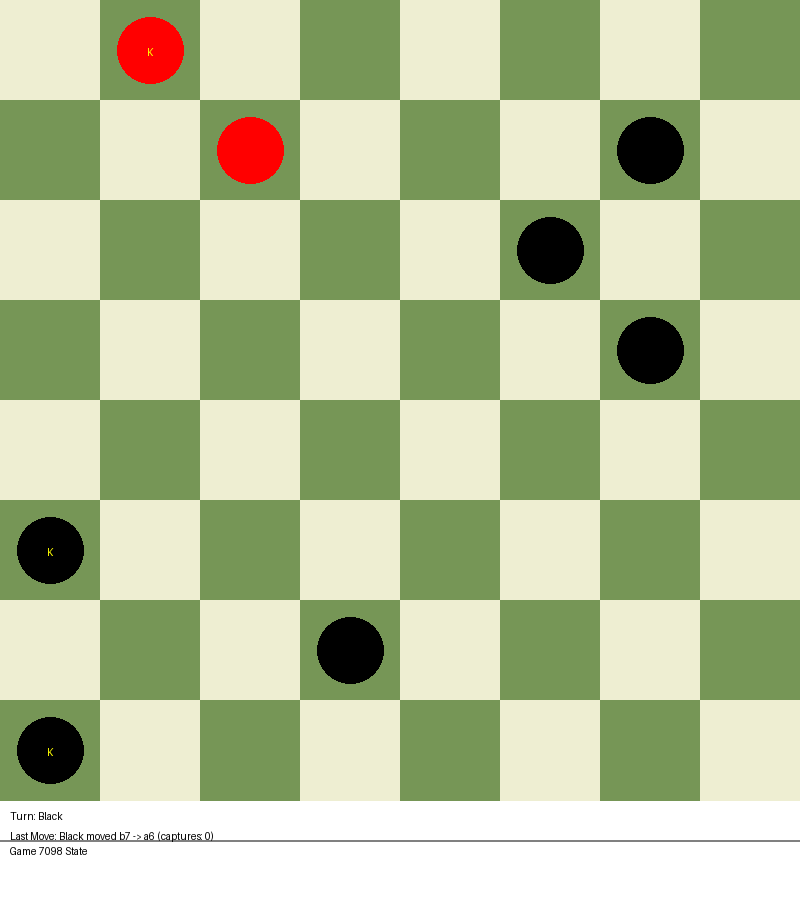 K
K
K
Turn: Black
Last Move: Black moved b7 -> a6 (captures: 0)
Game 7098 State